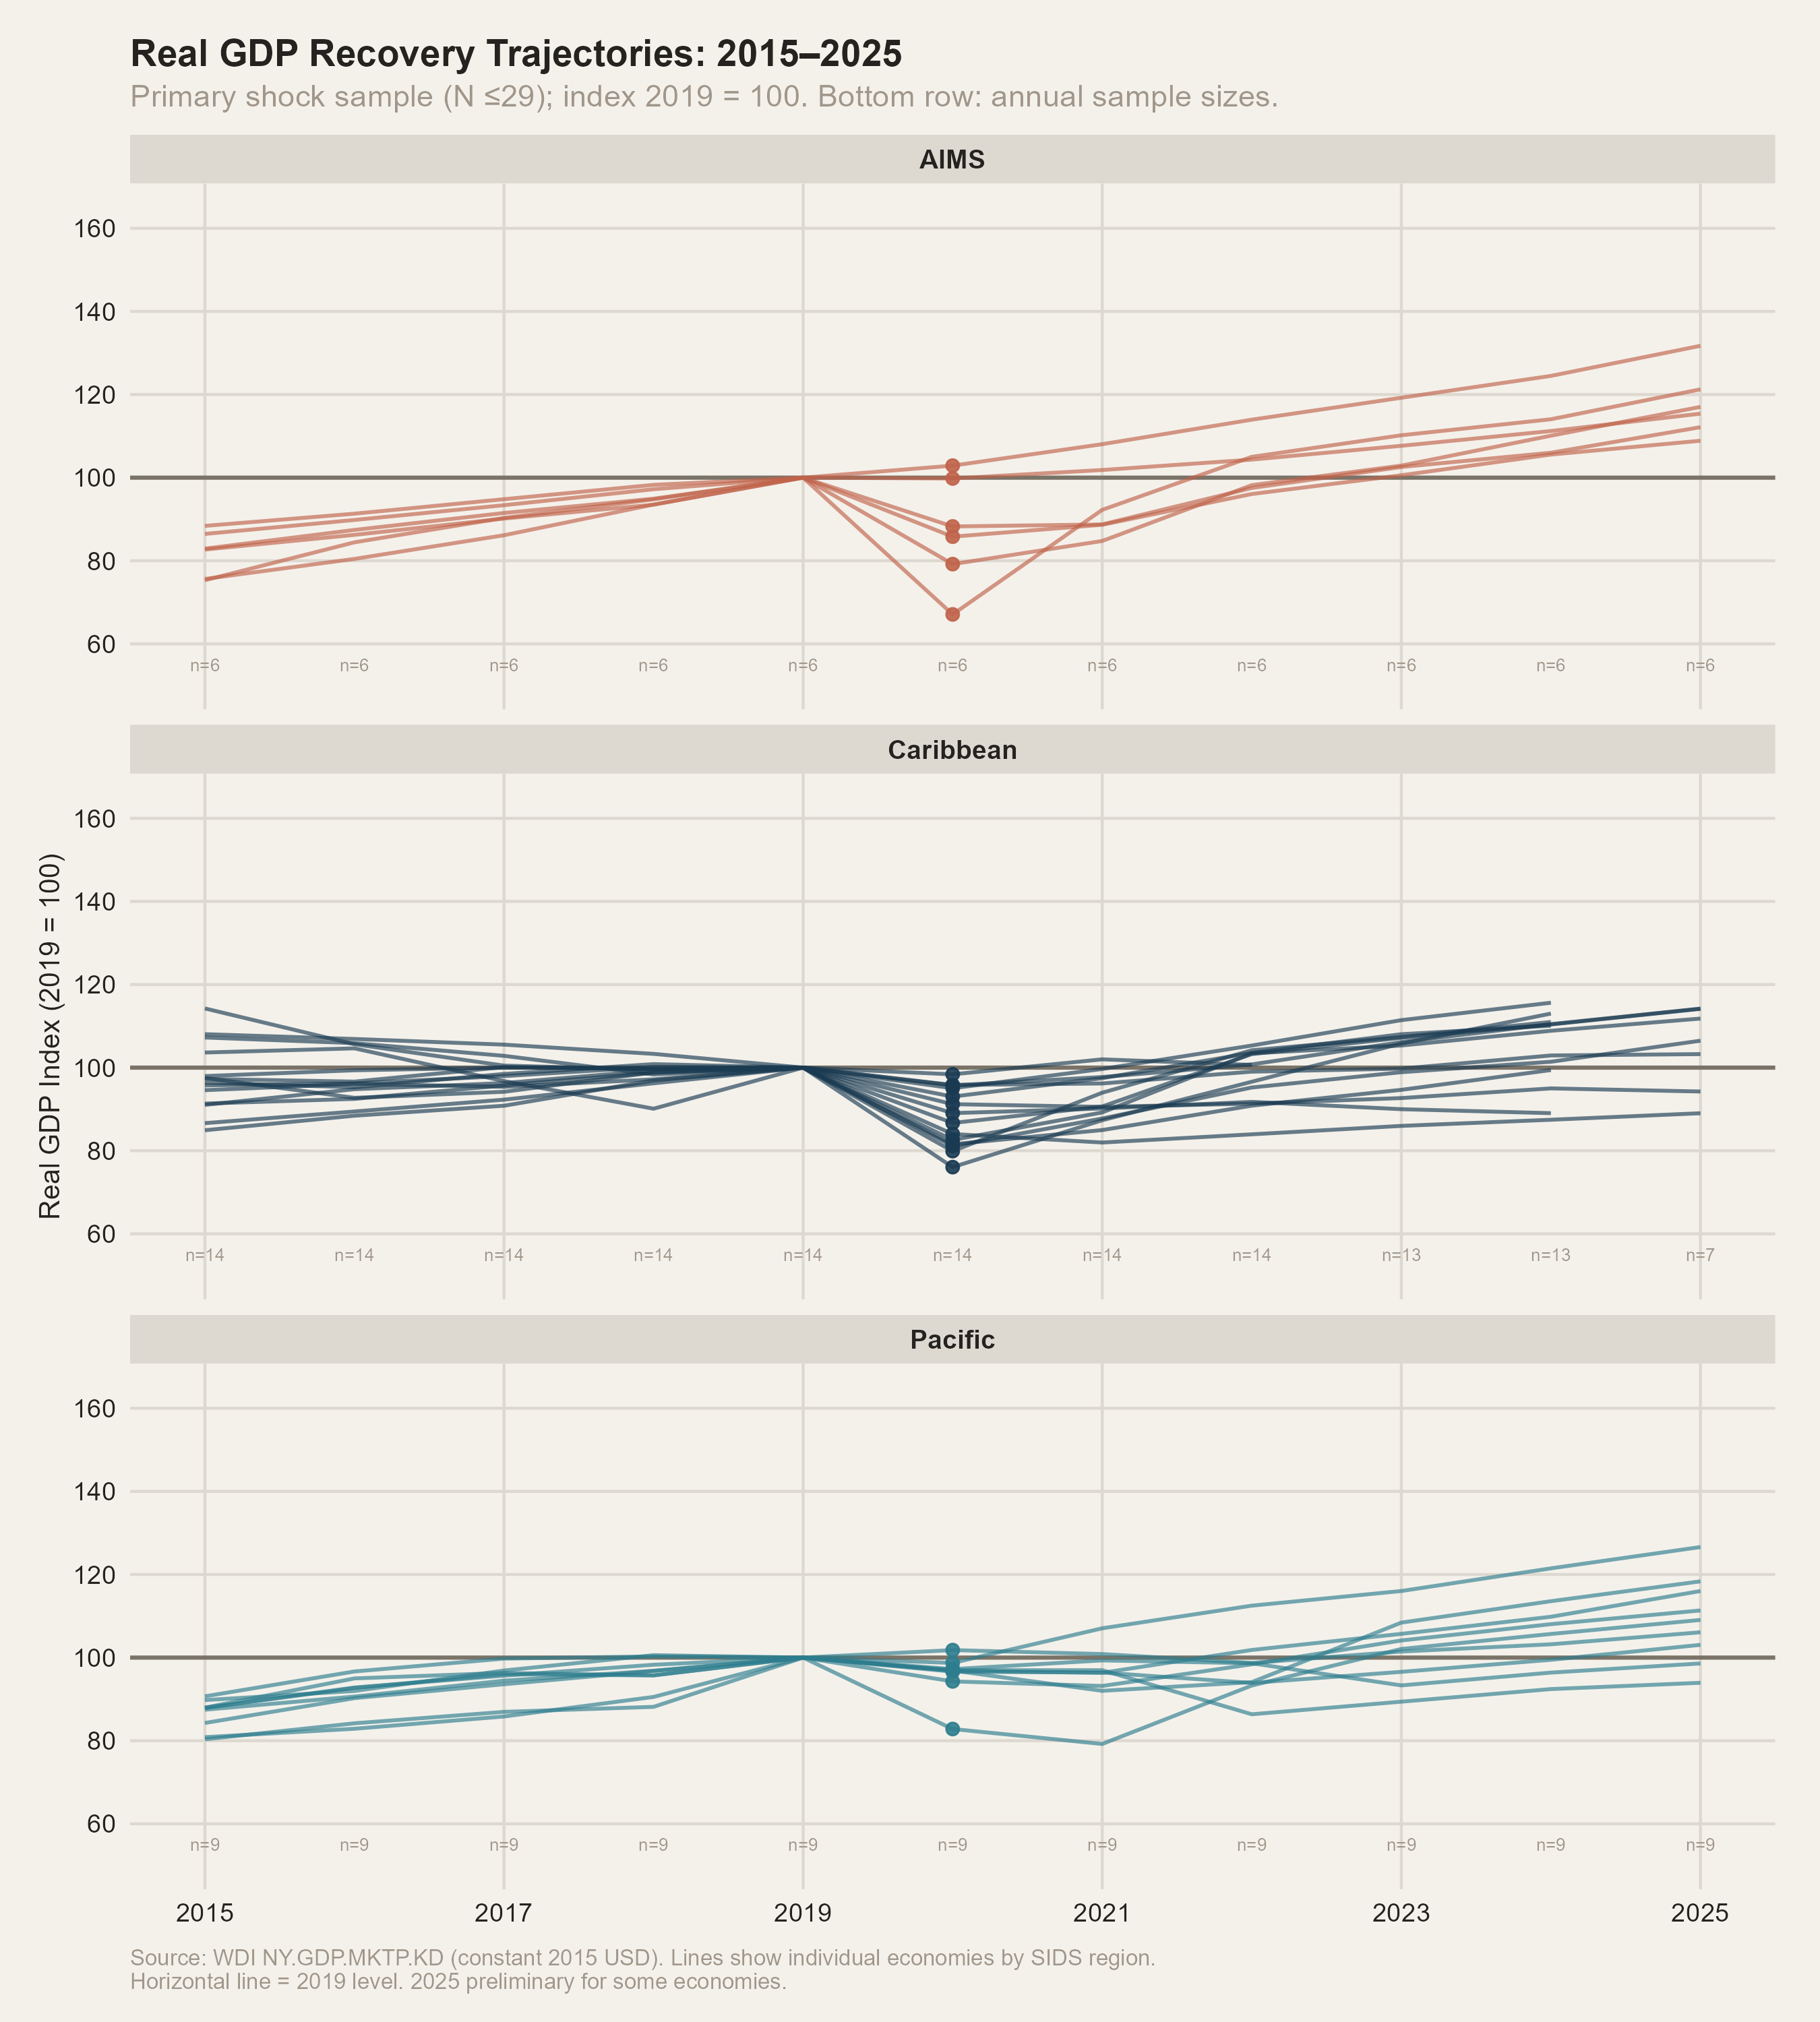 Real GDP Recovery Trajectories: 2015–2025
Primary shock sample (N ≤29); index 2019 = 100. Bottom row: annual sample sizes.
AIMS
160
140
120
100
80
60
n=6 n=6 n=6 n=6 n=6 n=6 n=6 n=6 n=6 n=6 n=6
Real GDP Index (2019 = 100)
Caribbean
160
140
120
100
80
60
n=14 n=14 n=14 n=14 n=14 n=14 n=14 n=14 n=13 n=13 n=7
Pacific
160
140
120
100
80
60
n=9 n=9 n=9 n=9 n=9 n=9 n=9 n=9 n=9 n=9 n=9
2015 2017 2019 2021 2023 2025
Source: WDI NY.GDP.MKTP.KD (constant 2015 USD). Lines show individual economies by SIDS region.
Horizontal line = 2019 level. 2025 preliminary for some economies.